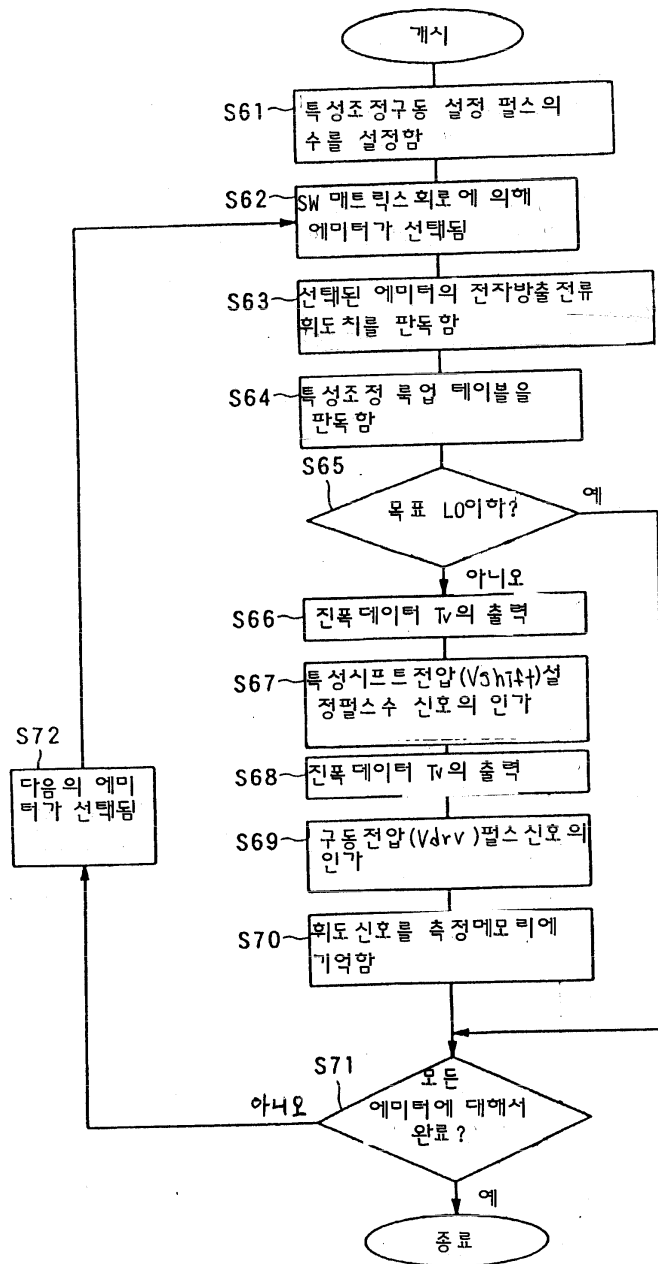 개시
S61
특성조정구동 설정 펄스의
수를 설정함
S62
SW 매트릭스회로에 의해
에미터가 선택됨
S63
선택된 에미터의 전자방출전류
휘도치를 판독함
S64
특성조정 룩업 테이블을
판독함
S65
목표 L0이하?
예
아니오
S66
진폭데이터 Tv의 출력
S67
특성시프트전압(Vshift)설
정펄스수 신호의 인가
S68
진폭데이터 Tv의 출력
S69
구동전압(Vdrv)펄스신호의
인가
S70
휘도신호를 측정메모리에
기억함
S71
모든
에미터에 대해서
완료?
아니오
예
S72
다음의 에미
터가 선택됨
종료